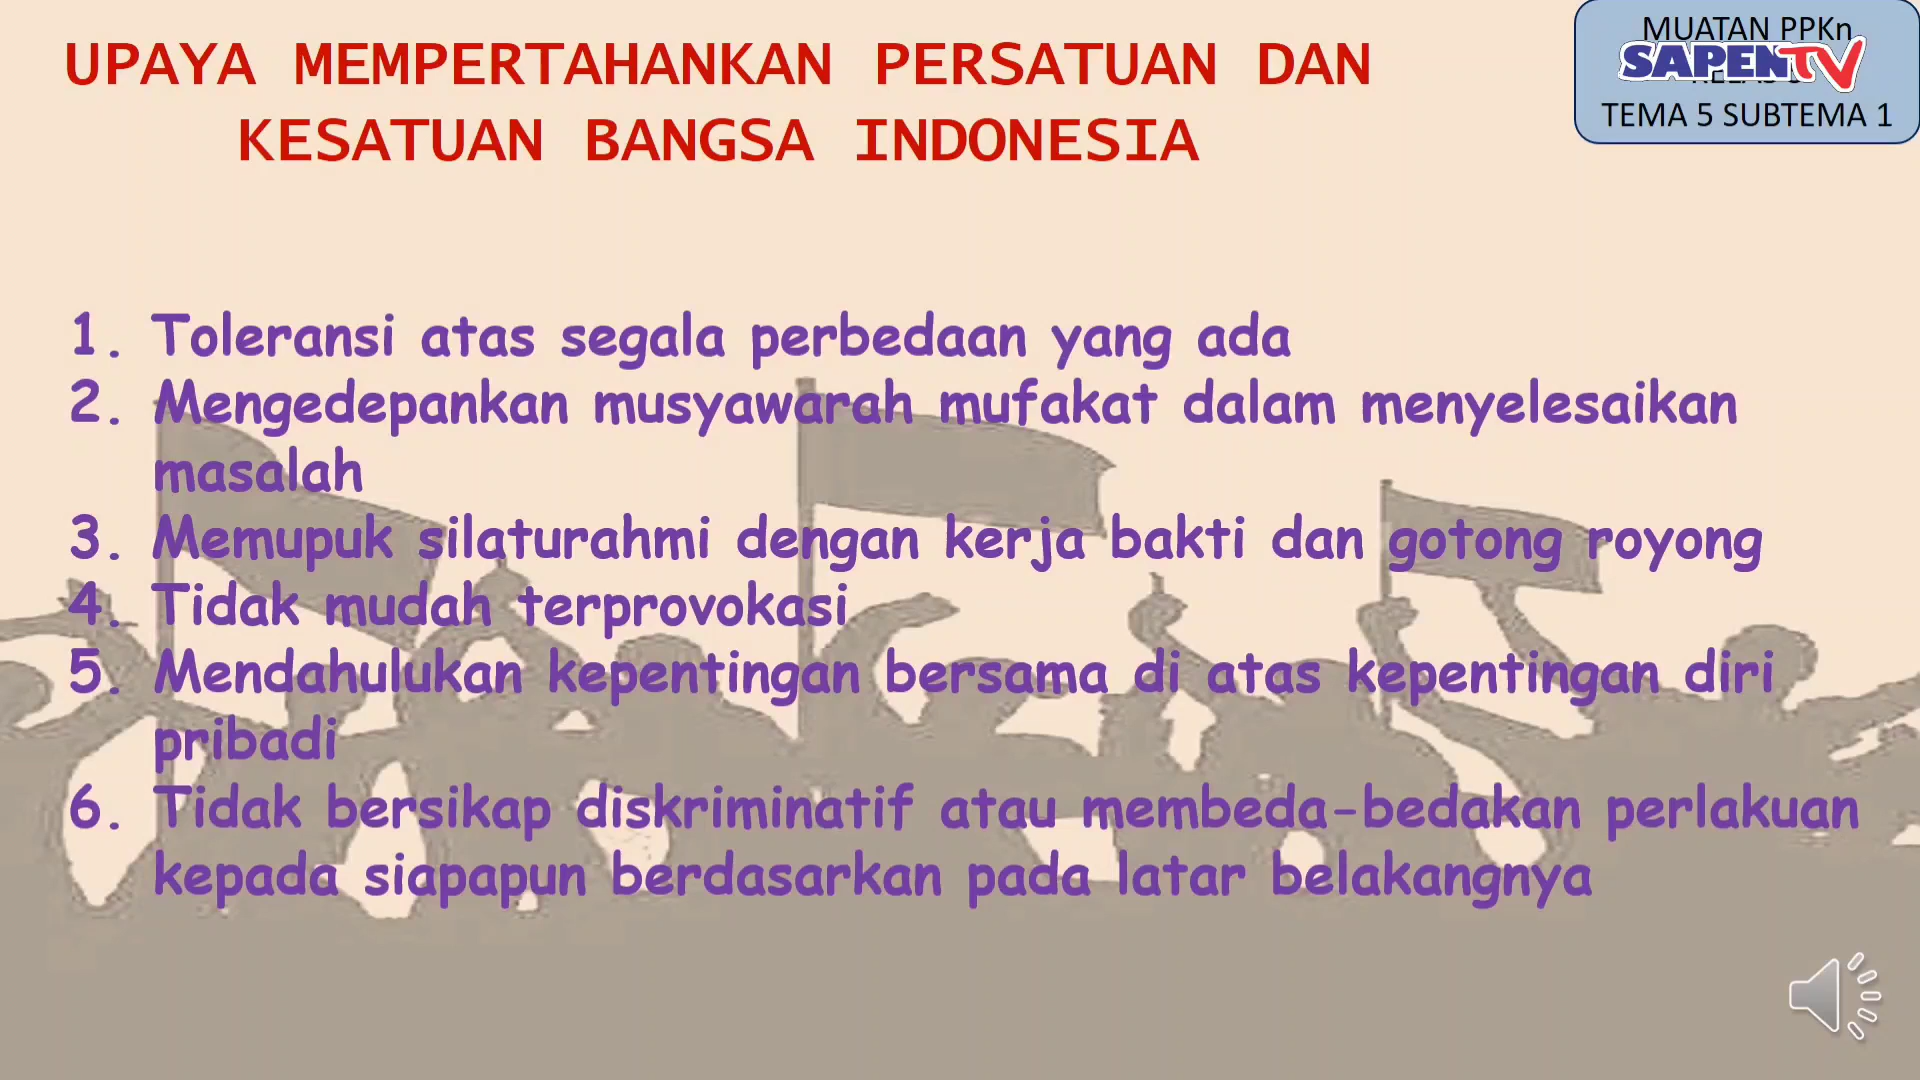 UPAYA MEMPERTAHANKAN PERSATUAN DAN
KESATUAN BANGSA INDONESIA
MUATAN PPKn
SAPENTV
TEMA 5 SUBTEMA 1
1. Toleransi atas segala perbedaan yang ada
2. Mengedepankan musyawarah mufakat dalam menyelesaikan
masalah
3. Memupuk silaturahmi dengan kerja bakti dan gotong royong
4. Tidak mudah terprovokasi
5. Mendahulukan kepentingan bersama di atas kepentingan diri
pribadi
6. Tidak bersikap diskriminatif atau membeda-bedakan perlakuan
kepada siapapun berdasarkan pada latar belakangnya